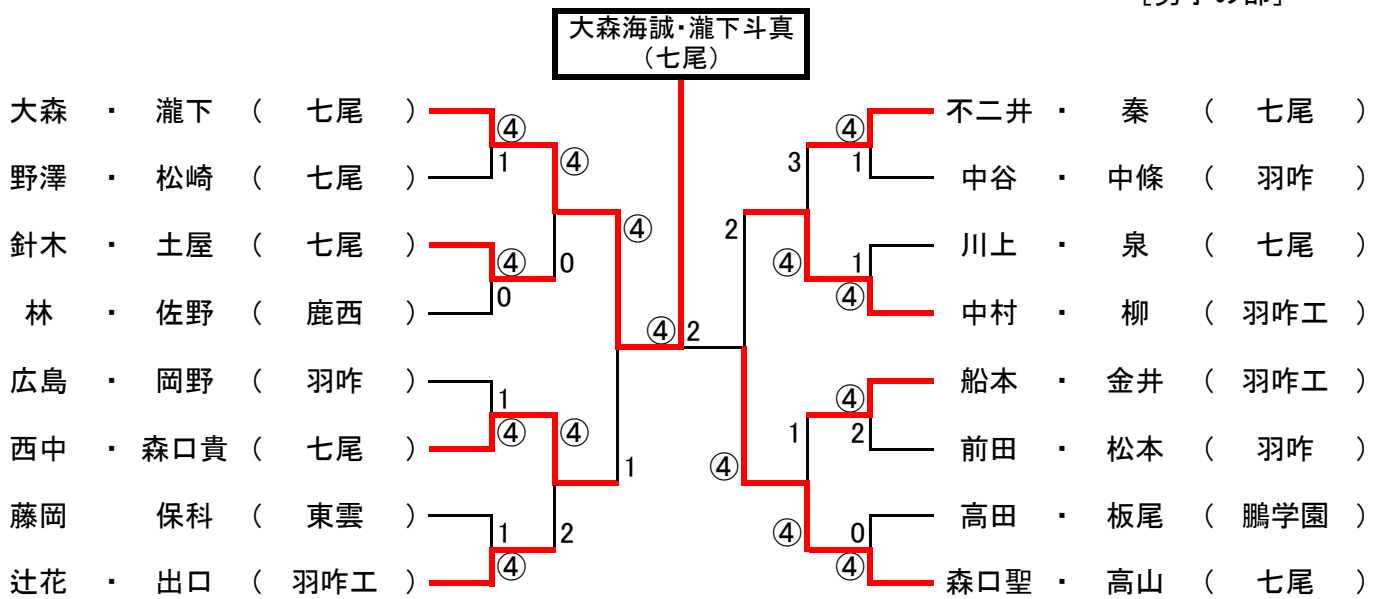 大森海誠・瀧下斗真
（七尾）
大森 ・ 瀧下 （ 七尾 ）
④
1
野澤 ・ 松崎 （ 七尾 ）
④
針木 ・ 土屋 （ 七尾 ）
④
0
林 ・ 佐野 （ 鹿西 ）
0
④
広島 ・ 岡野 （ 羽咋 ）
1
④
西中 ・ 森口貴 （ 七尾 ）
④
1
藤岡 保科 （ 東雲 ）
1
④
辻花 ・ 出口 （ 羽咋工 ）
2
④ 2
不二井 ・ 秦 （ 七尾 ）
④
1
中谷 ・ 中條 （ 羽咋 ）
3
川上 ・ 泉 （ 七尾 ）
1
④
中村 ・ 柳 （ 羽咋工 ）
④
2
船本 ・ 金井 （ 羽咋工 ）
④
2
前田 ・ 松本 （ 羽咋 ）
1
④
高田 ・ 板尾 （ 鵬学園 ）
0
④
森口聖 ・ 高山 （ 七尾 ）
④